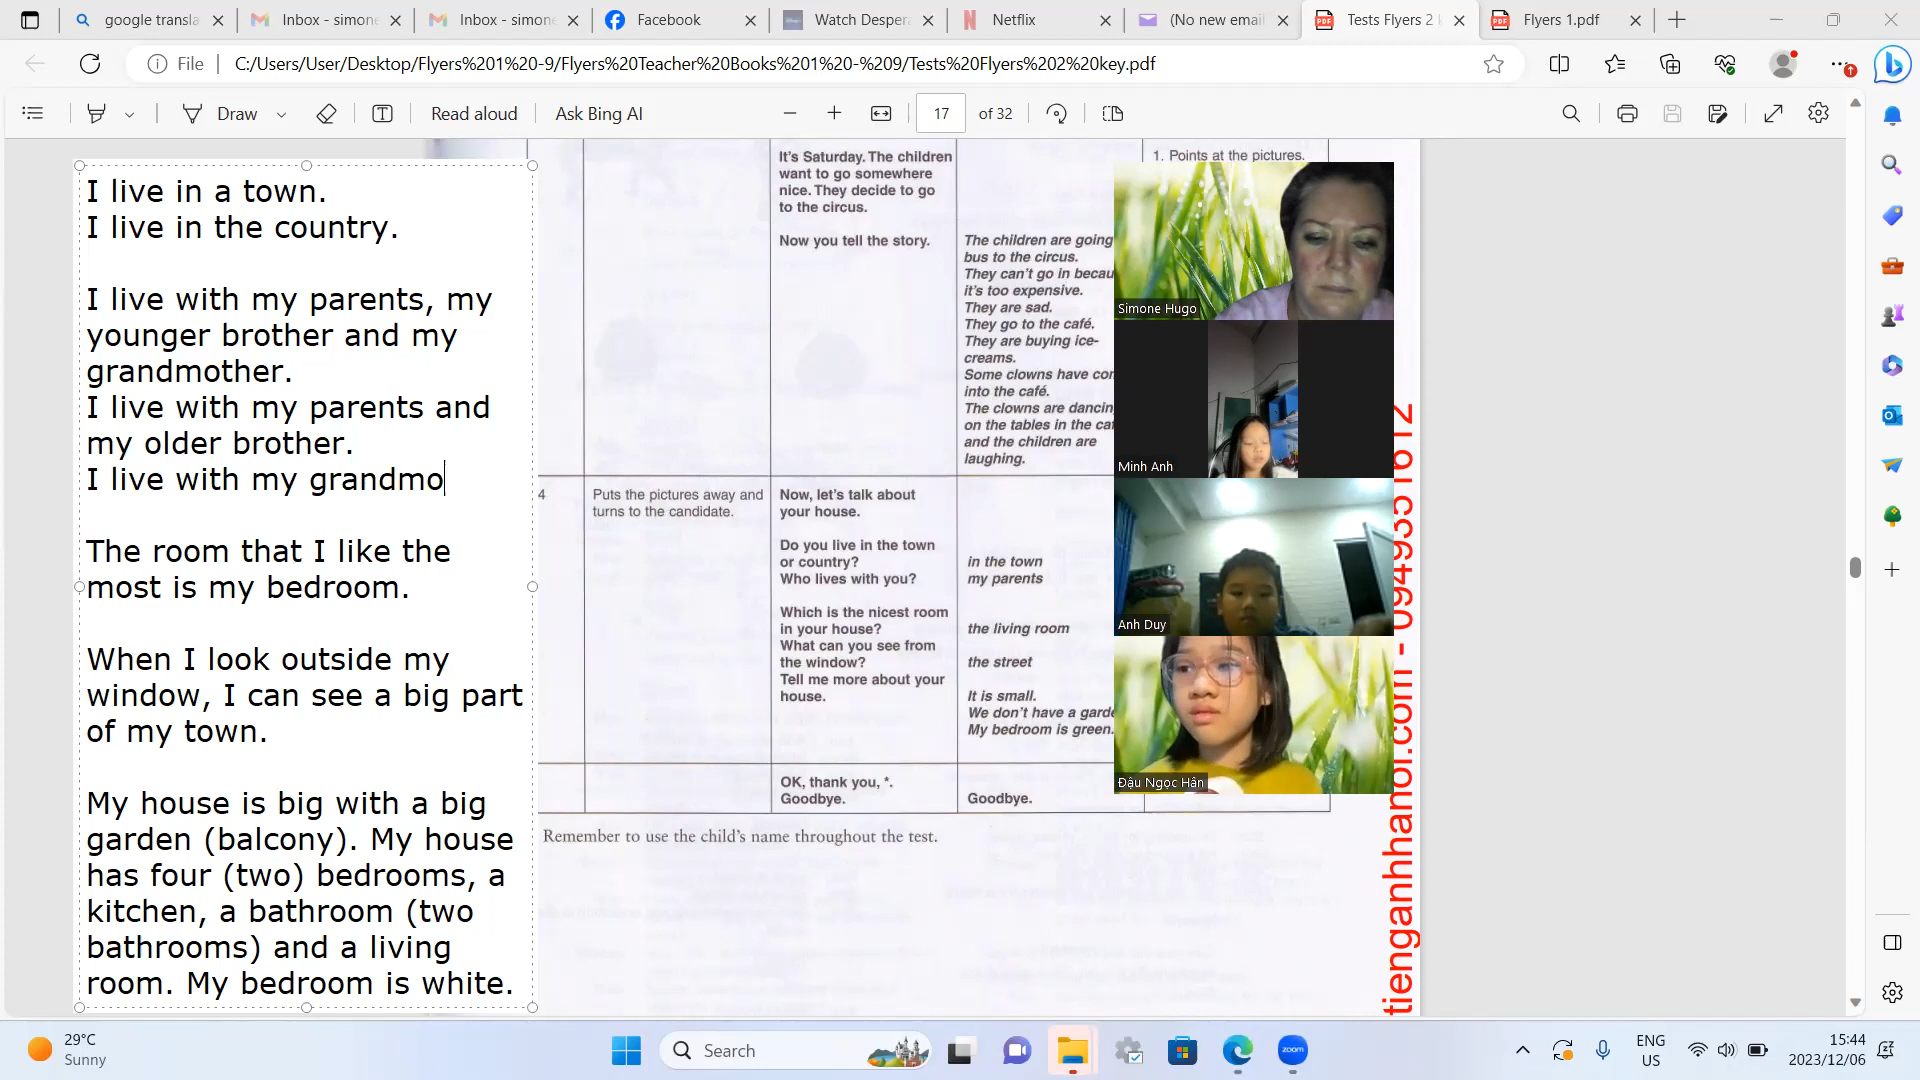 google transla
Inbox - simone
Inbox - simone
Facebook
Watch Despera
Netflix
(No new email
Tests Flyers 2 k
Flyers 1.pdf
File
C:/Users/User/Desktop/Flyers%201%20-9/Flyers%20Teacher%20Books%201%20-%209/Tests%20Flyers%202%20key.pdf
Draw
Read aloud
Ask Bing AI
17
of 32
I live in a town.
I live in the country.
I live with my parents, my
younger brother and my
grandmother.
I live with my parents and
my older brother.
I live with my grandmo
The room that I like the
most is my bedroom.
When I look outside my
window, I can see a big part
of my town.
My house is big with a big
garden (balcony). My house
has four (two) bedrooms, a
kitchen, a bathroom (two
bathrooms) and a living
room. My bedroom is white.
It's Saturday. The children
want to go somewhere
nice. They decide to go
to the circus.
Now you tell the story.
The children are going
bus to the circus.
They can't go in becau
it's too expensive.
They are sad.
They go to the café.
They are buying ice-
creams.
Some clowns have con
into the café.
The clowns are dancin
on the tables in the ca
and the children are
laughing.
1. Points at the pictures.
4
Puts the pictures away and
turns to the candidate.
Now, let's talk about
your house.
Do you live in the town
or country?
Who lives with you?
Which is the nicest room
in your house?
What can you see from
the window?
Tell me more about your
house.
in the town
my parents
the living room
the street
It is small.
We don't have a garde
My bedroom is green.
OK, thank you, *.
Goodbye.
Goodbye.
Remember to use the child's name throughout the test.
Simone Hugo
Minh Anh
Anh Duy
Đậu Ngọc Hân
tienganhhanoi.com - 0949351612
29°C
Sunny
Search
zoom
ENG
US
15:44
2023/12/06